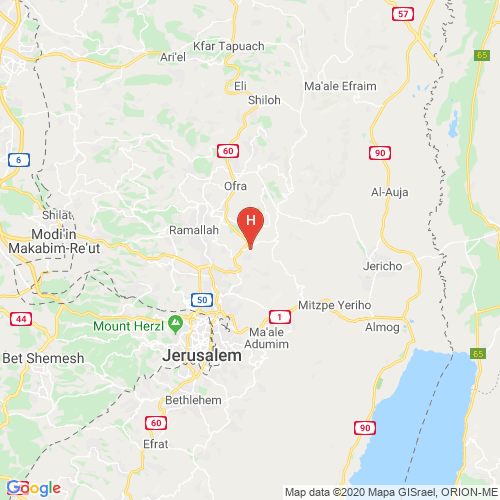 57
Kfar Tapuach
Ari'el
65
Eli
Ma'ale Efraim
Shiloh
60
90
6
Ofra
Al-Auja
Shilat
H
Modi'in
Makabim-Re'ut
Ramallah
Jericho
50
Mitzpe Yeriho
44
1
Mount Herzl
Almog
Ma'ale
Adumim
Bet Shemesh
Jerusalem
65
Bethlehem
60
90
Efrat
Google
Map data ©2020 Mapa GISrael, ORION-ME